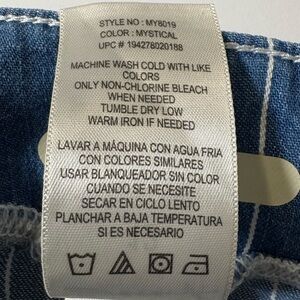 STYLE NO: MY8019
COLOR: MYSTICAL
UPC # 194278020188
MACHINE WASH COLD WITH LIKE
COLORS
ONLY NON-CHLORINE BLEACH
WHEN NEEDED
TUMBLE DRY LOW
WARM IRON IF NEEDED
LAVAR A MÁQUINA CON AGUA FRIA
CON COLORES SIMILARES
USAR BLANQUEADOR SIN COLOR
CUANDO SE NECESITE
SECAR EN CICLO LENTO
PLANCHAR A BAJA TEMPERATURA
SI ES NECESARIO